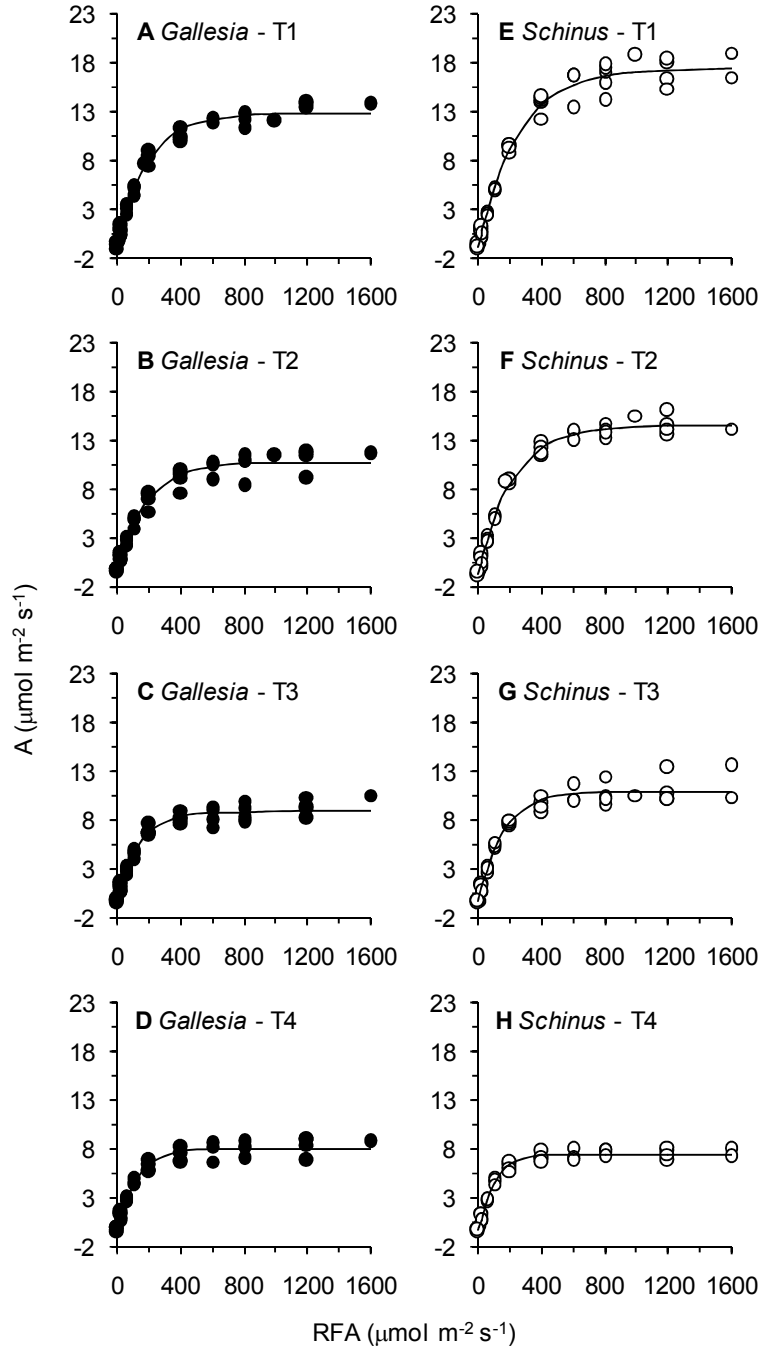 A Gallesia - T1
23
18
13
8
3
-2
0 400 800 1200 1600
E Schinus - T1
23
18
13
8
3
-2
0 400 800 1200 1600
B Gallesia - T2
23
18
13
8
3
-2
0 400 800 1200 1600
F Schinus - T2
23
18
13
8
3
-2
0 400 800 1200 1600
C Gallesia - T3
23
18
13
8
3
-2
0 400 800 1200 1600
G Schinus - T3
23
18
13
8
3
-2
0 400 800 1200 1600
D Gallesia - T4
23
18
13
8
3
-2
0 400 800 1200 1600
H Schinus - T4
23
18
13
8
3
-2
0 400 800 1200 1600
A (μmol m⁻² s⁻¹)
RFA (μmol m⁻² s⁻¹)